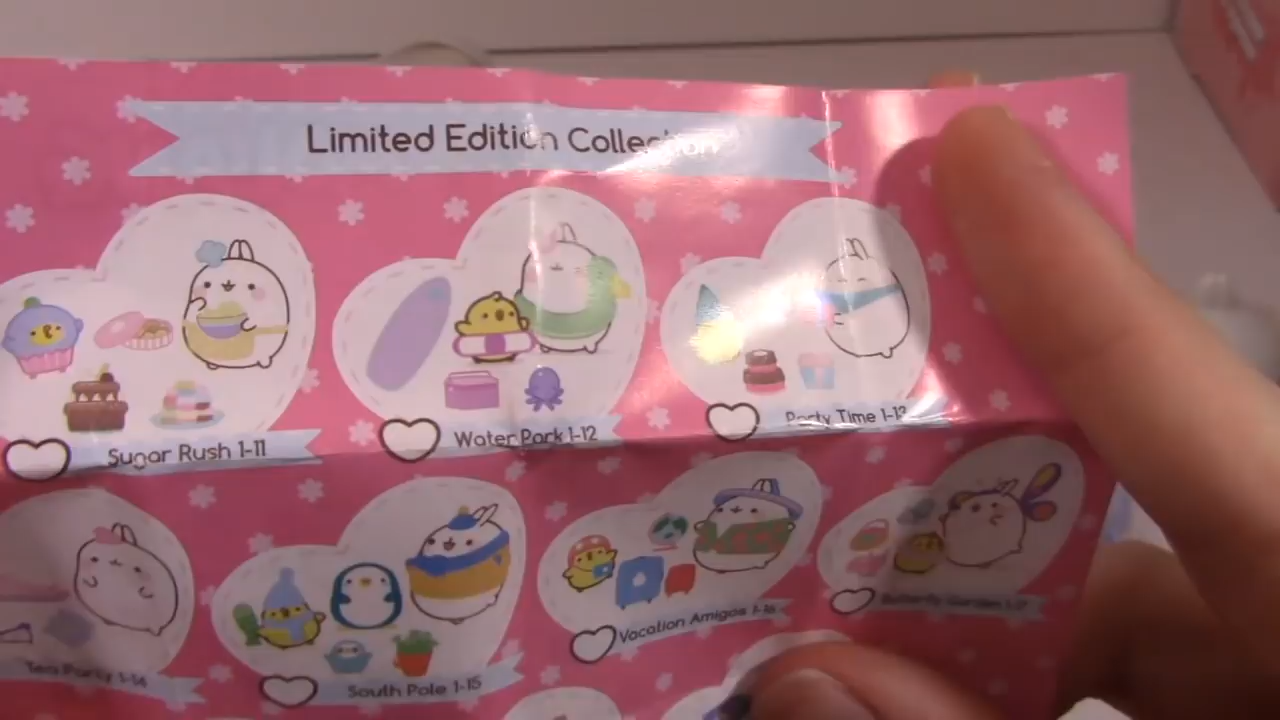 Limited Edition Collection
Sugar Rush 1-11
Water Park 1-12
Party Time 1-13
Tea Party 1-14
South Pole 1-15
Vacation Amigos 1-16
Butterfly Garden 1-17